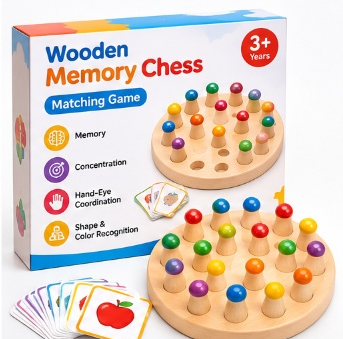 Wooden
Memory Chess
Matching Game
3+
Years
Memory
Concentration
Hand-Eye
Coordination
Shape &
Color Recognition